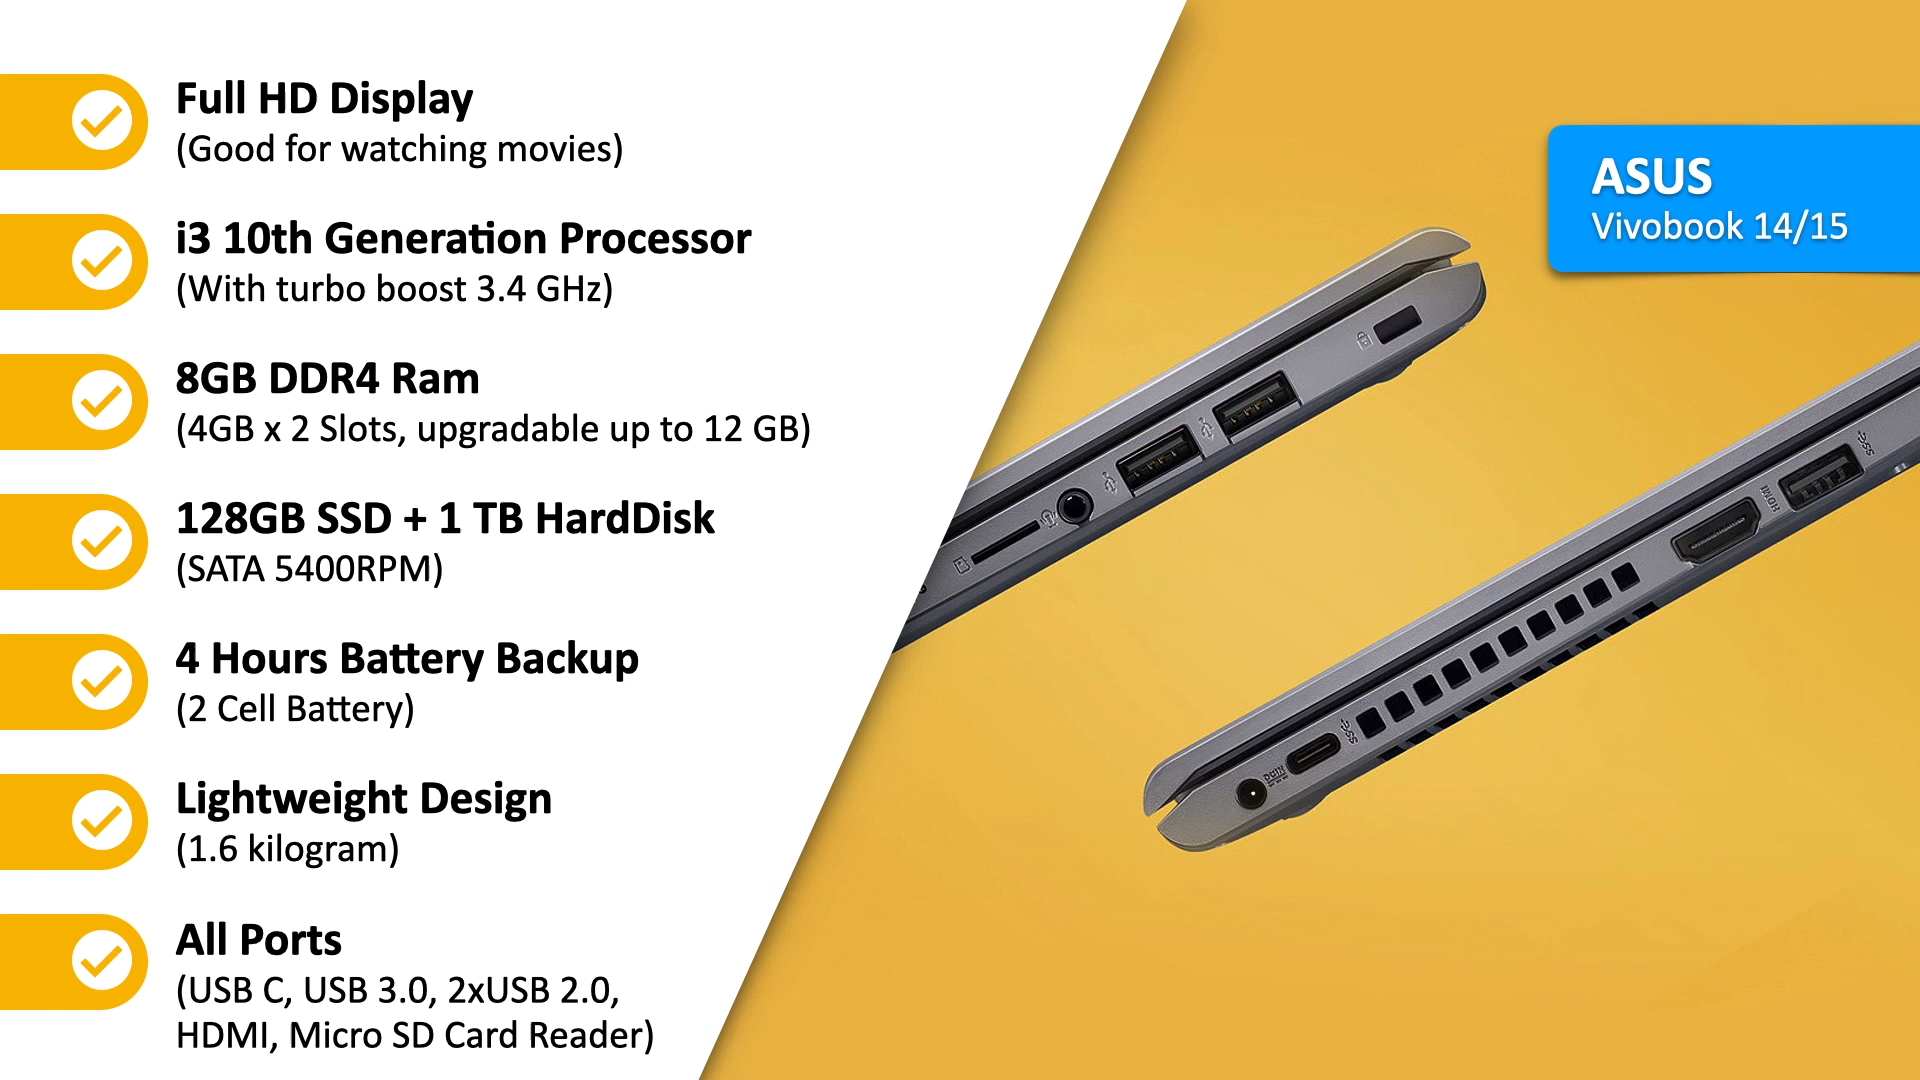 Full HD Display
(Good for watching movies)
i3 10th Generation Processor
(With turbo boost 3.4 GHz)
8GB DDR4 Ram
(4GB x 2 Slots, upgradable up to 12 GB)
128GB SSD + 1 TB HardDisk
(SATA 5400RPM)
4 Hours Battery Backup
(2 Cell Battery)
Lightweight Design
(1.6 kilogram)
All Ports
(USB C, USB 3.0, 2xUSB 2.0,
HDMI, Micro SD Card Reader)
ASUS
Vivobook 14/15
HDMI
DCIN